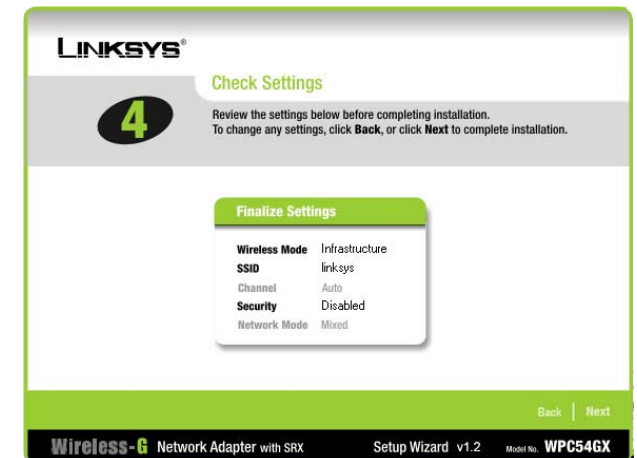 LINKSYS®
4
Check Settings
Review the settings below before completing installation.
To change any settings, click Back, or click Next to complete installation.
Finalize Settings
Wireless Mode Infrastructure
SSID linksys
Channel Auto
Security Disabled
Network Mode Mixed
Back | Next
Wireless-G Network Adapter with SRX Setup Wizard v1.2 Model No. WPC54GX